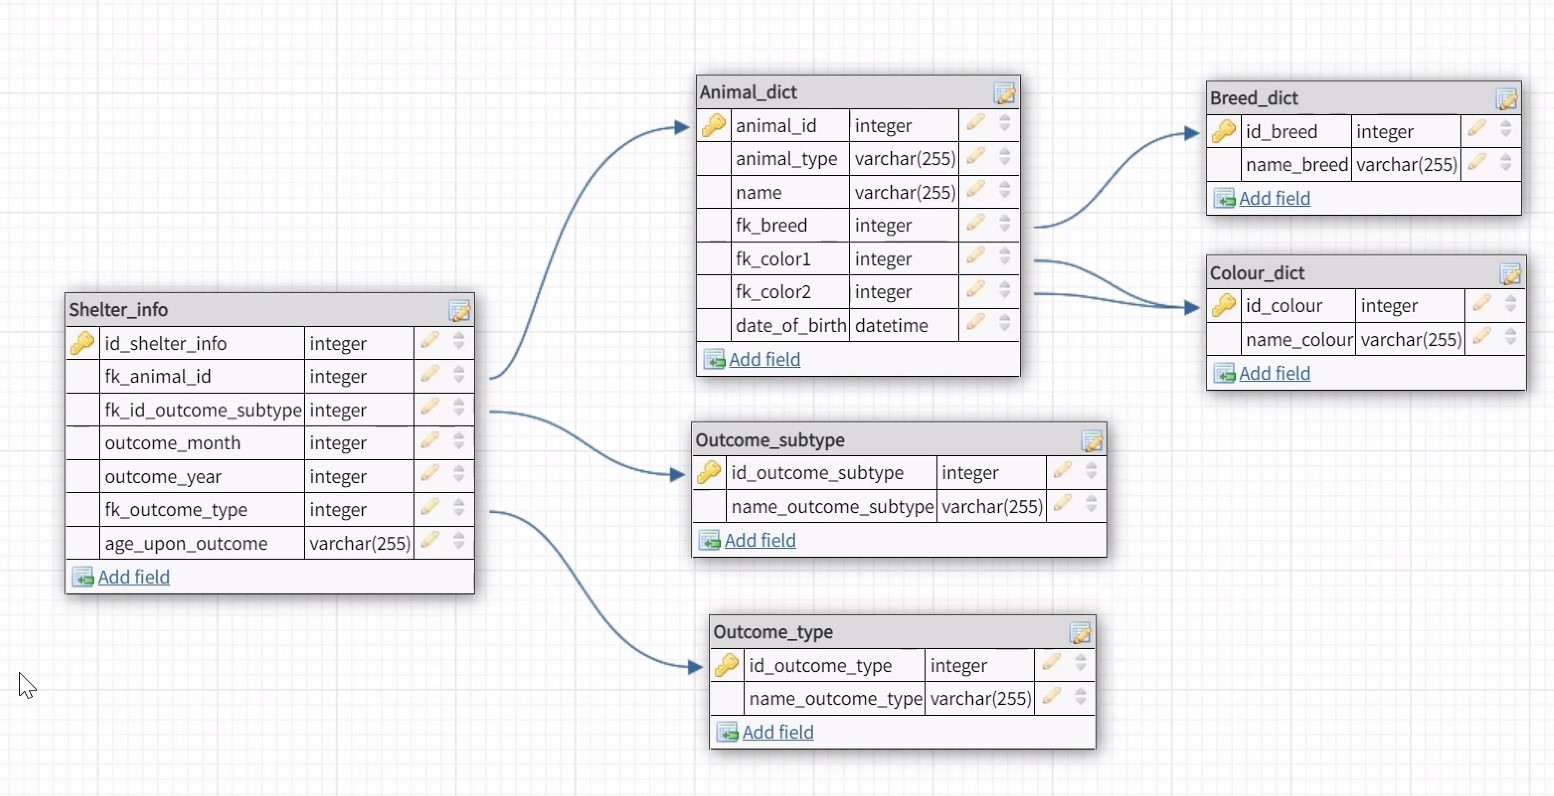 Shelter_info
id_shelter_info integer
fk_animal_id integer
fk_id_outcome_subtype integer
outcome_month integer
outcome_year integer
fk_outcome_type integer
age_upon_outcome varchar(255)
Add field
Animal_dict
animal_id integer
animal_type varchar(255)
name varchar(255)
fk_breed integer
fk_color1 integer
fk_color2 integer
date_of_birth datetime
Add field
Outcome_subtype
id_outcome_subtype integer
name_outcome_subtype varchar(255)
Add field
Outcome_type
id_outcome_type integer
name_outcome_type varchar(255)
Add field
Breed_dict
id_breed integer
name_breed varchar(255)
Add field
Colour_dict
id_colour integer
name_colour varchar(255)
Add field